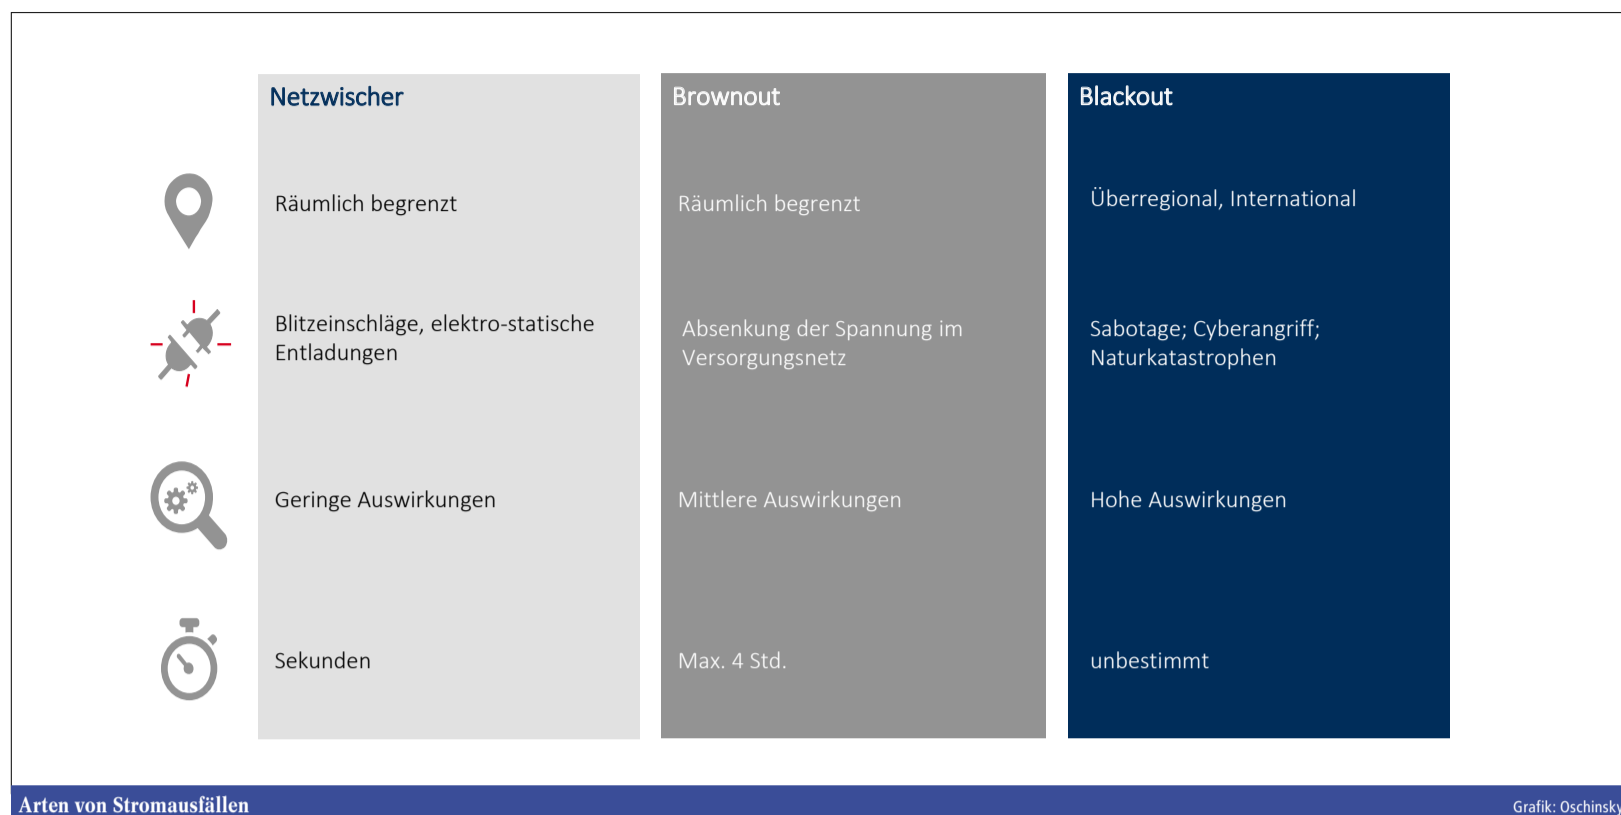 Netzwischer
Brownout
Blackout
Räumlich begrenzt
Räumlich begrenzt
Überregional, International
Blitzeinschläge, elektro-statische
Entladungen
Absenkung der Spannung im
Versorgungsnetz
Sabotage; Cyberangriff;
Naturkatastrophen
Geringe Auswirkungen
Mittlere Auswirkungen
Hohe Auswirkungen
Sekunden
Max. 4 Std.
unbestimmt
Arten von Stromausfällen
Grafik: Oschinsky